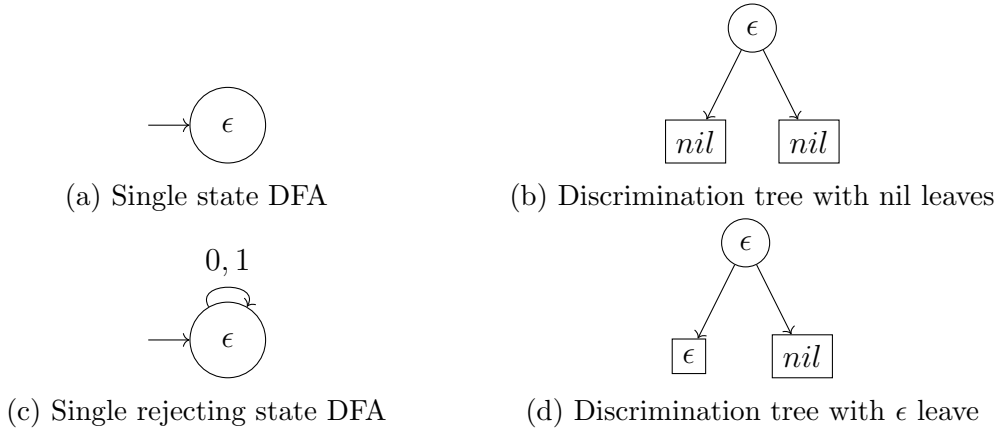 ϵ
ϵ
nil nil
(a) Single state DFA
(b) Discrimination tree with nil leaves
0, 1
ϵ
ϵ
ϵ nil
(c) Single rejecting state DFA
(d) Discrimination tree with ϵ leave